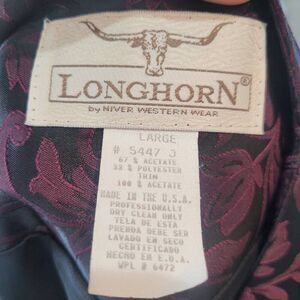 LONGHORN®
by NIVER WESTERN WEAR
LARGE
# 5447 J
67 % ACETATE
33 % POLYESTER
TRIM
100 % ACETATE
MADE IN THE U.S.A.
PROFESSIONALLY
DRY CLEAN ONLY
TELA DE ESTA
PRENDA DEBE SER
LAVADO EN SECO
CERTIFICADO
HECHO EN E.U.A.
WPL # 6472